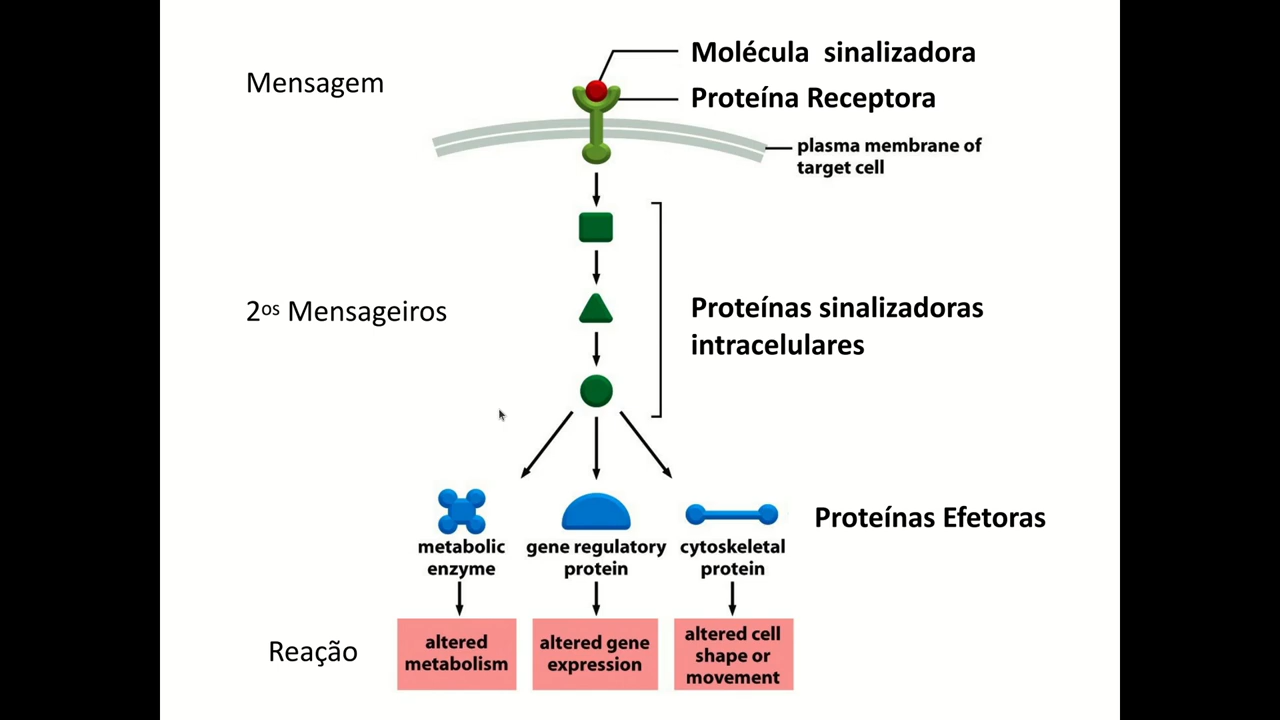 Molécula sinalizadora
Mensagem
Proteína Receptora
plasma membrane of
target cell
2os Mensageiros
Proteínas sinalizadoras
intracelulares
Proteínas Efetoras
metabolic
enzyme
gene regulatory
protein
cytoskeletal
protein
Reação
altered
metabolism
altered gene
expression
altered cell
shape or
movement